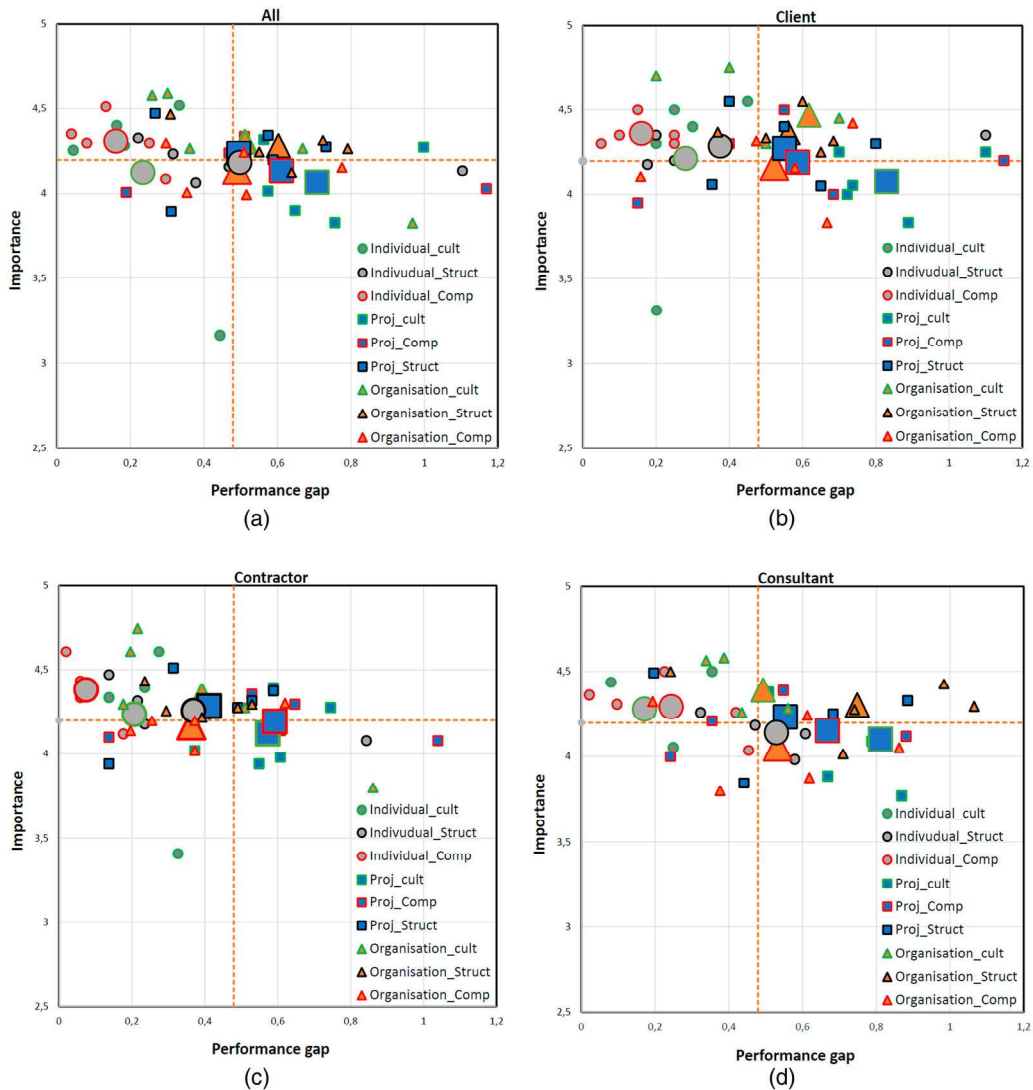 All
5
4,5
4
3,5
3
2,5
0
0,2
0,4
0,6
0,8
1
1,2
Importance
Performance gap
Individual_cult
Indivudual_Struct
Individual_Comp
Proj_cult
Proj_Comp
Proj_Struct
Organisation_cult
Organisation_Struct
Organisation_Comp
(a)
Client
5
4,5
4
3,5
3
2,5
0
0,2
0,4
0,6
0,8
1
1,2
Importance
Performance gap
Individual_cult
Indivudual_Struct
Individual_Comp
Proj_cult
Proj_Comp
Proj_Struct
Organisation_cult
Organisation_Struct
Organisation_Comp
(b)
Contractor
5
4,5
4
3,5
3
2,5
0
0,2
0,4
0,6
0,8
1
1,2
Importance
Performance gap
Individual_cult
Indivudual_Struct
Individual_Comp
Proj_cult
Proj_Comp
Proj_Struct
Organisation_cult
Organisation_Struct
Organisation_Comp
(c)
Consultant
5
4,5
4
3,5
3
2,5
0
0,2
0,4
0,6
0,8
1
1,2
Importance
Performance gap
Individual_cult
Indivudual_Struct
Individual_Comp
Proj_cult
Proj_Comp
Proj_Struct
Organisation_cult
Organisation_Struct
Organisation_Comp
(d)